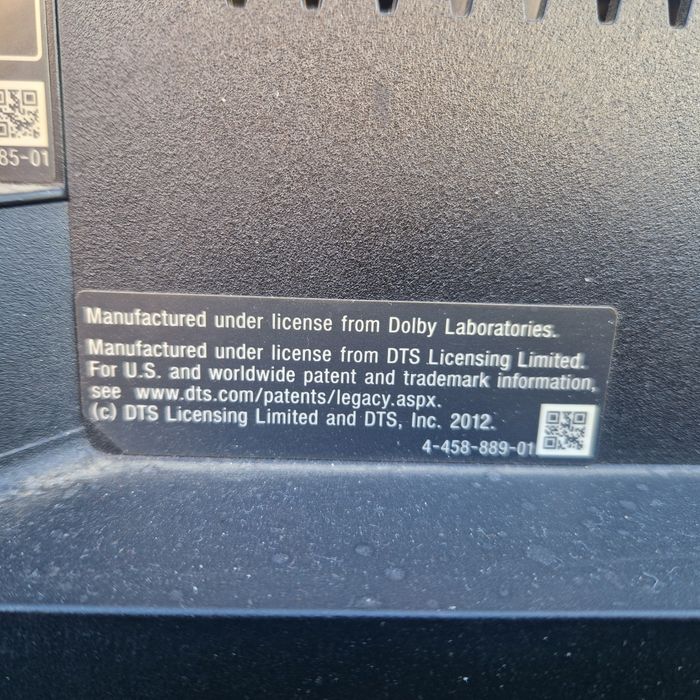 85-01
Manufactured under license from Dolby Laboratories.
Manufactured under license from DTS Licensing Limited.
For U.S. and worldwide patent and trademark information,
see www.dts.com/patents/legacy.aspx.
(c) DTS Licensing Limited and DTS, Inc. 2012.
4-458-889-01